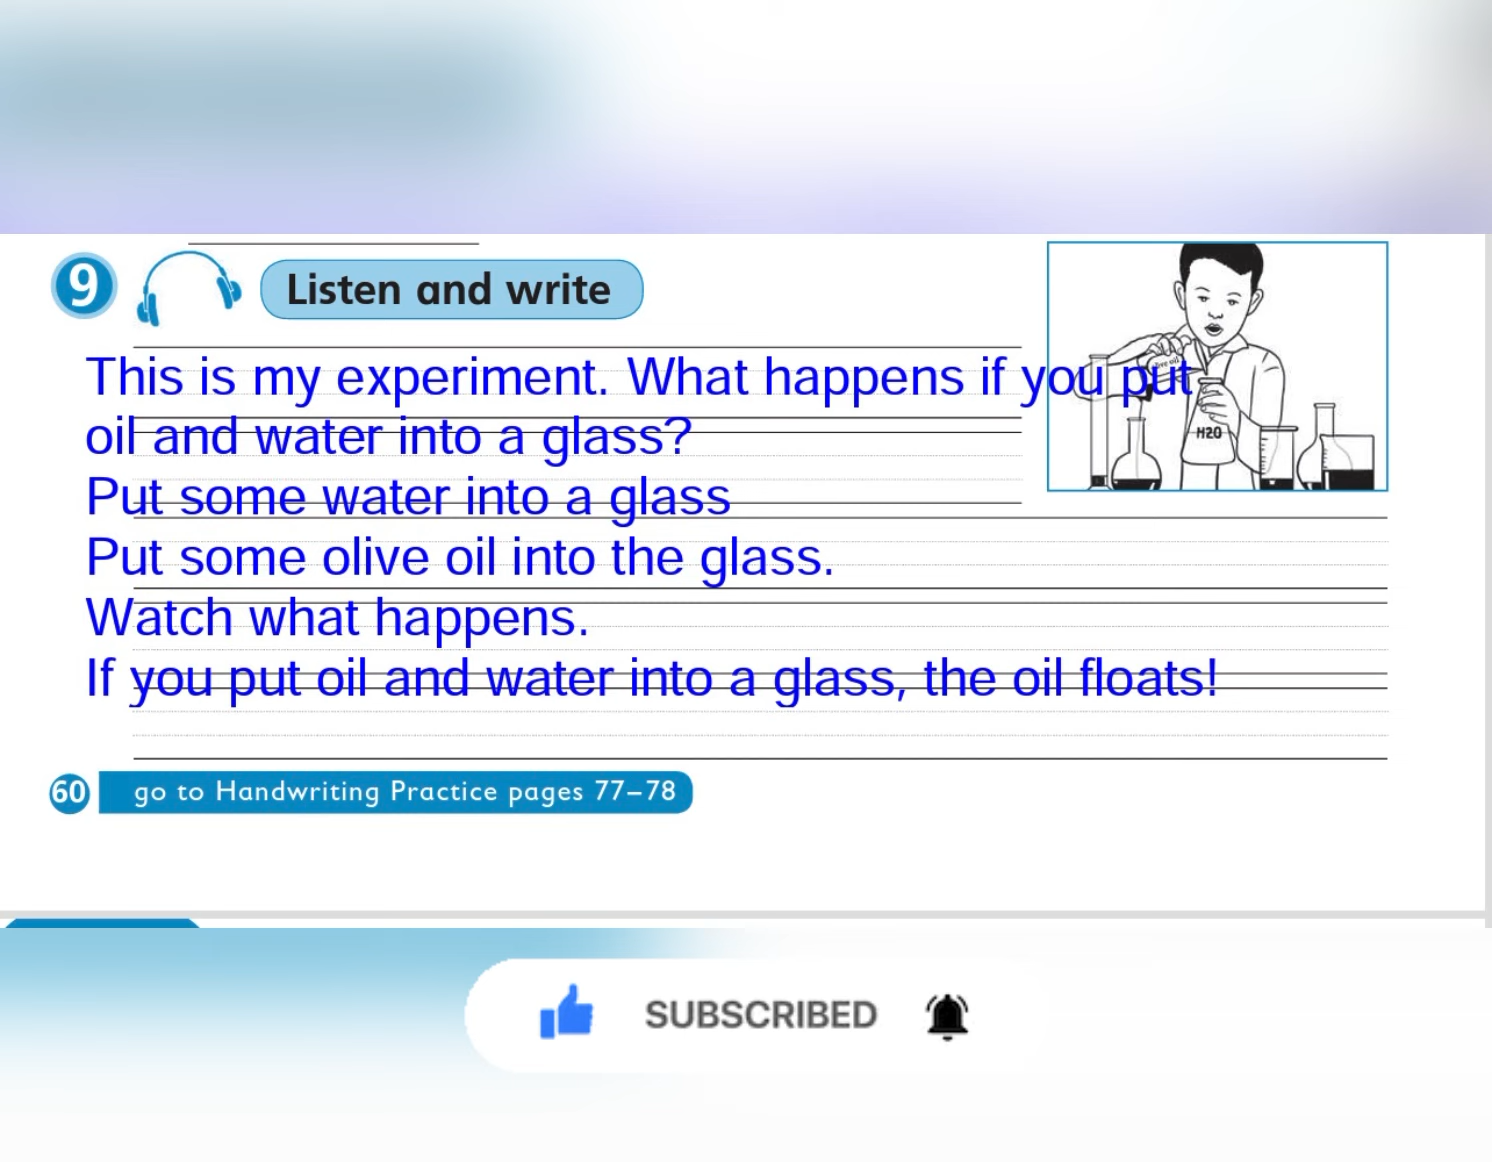 9 Listen and write
This is my experiment. What happens if you put
oil and water into a glass?
Put some water into a glass
Put some olive oil into the glass.
Watch what happens.
If you put oil and water into a glass, the oil floats!
olive oil
H2O
60 go to Handwriting Practice pages 77–78
SUBSCRIBED